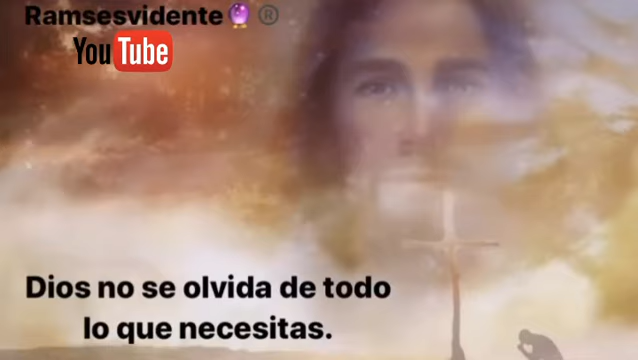 Ramsesvidente🔮®
YouTube
Dios no se olvida de todo
lo que necesitas.